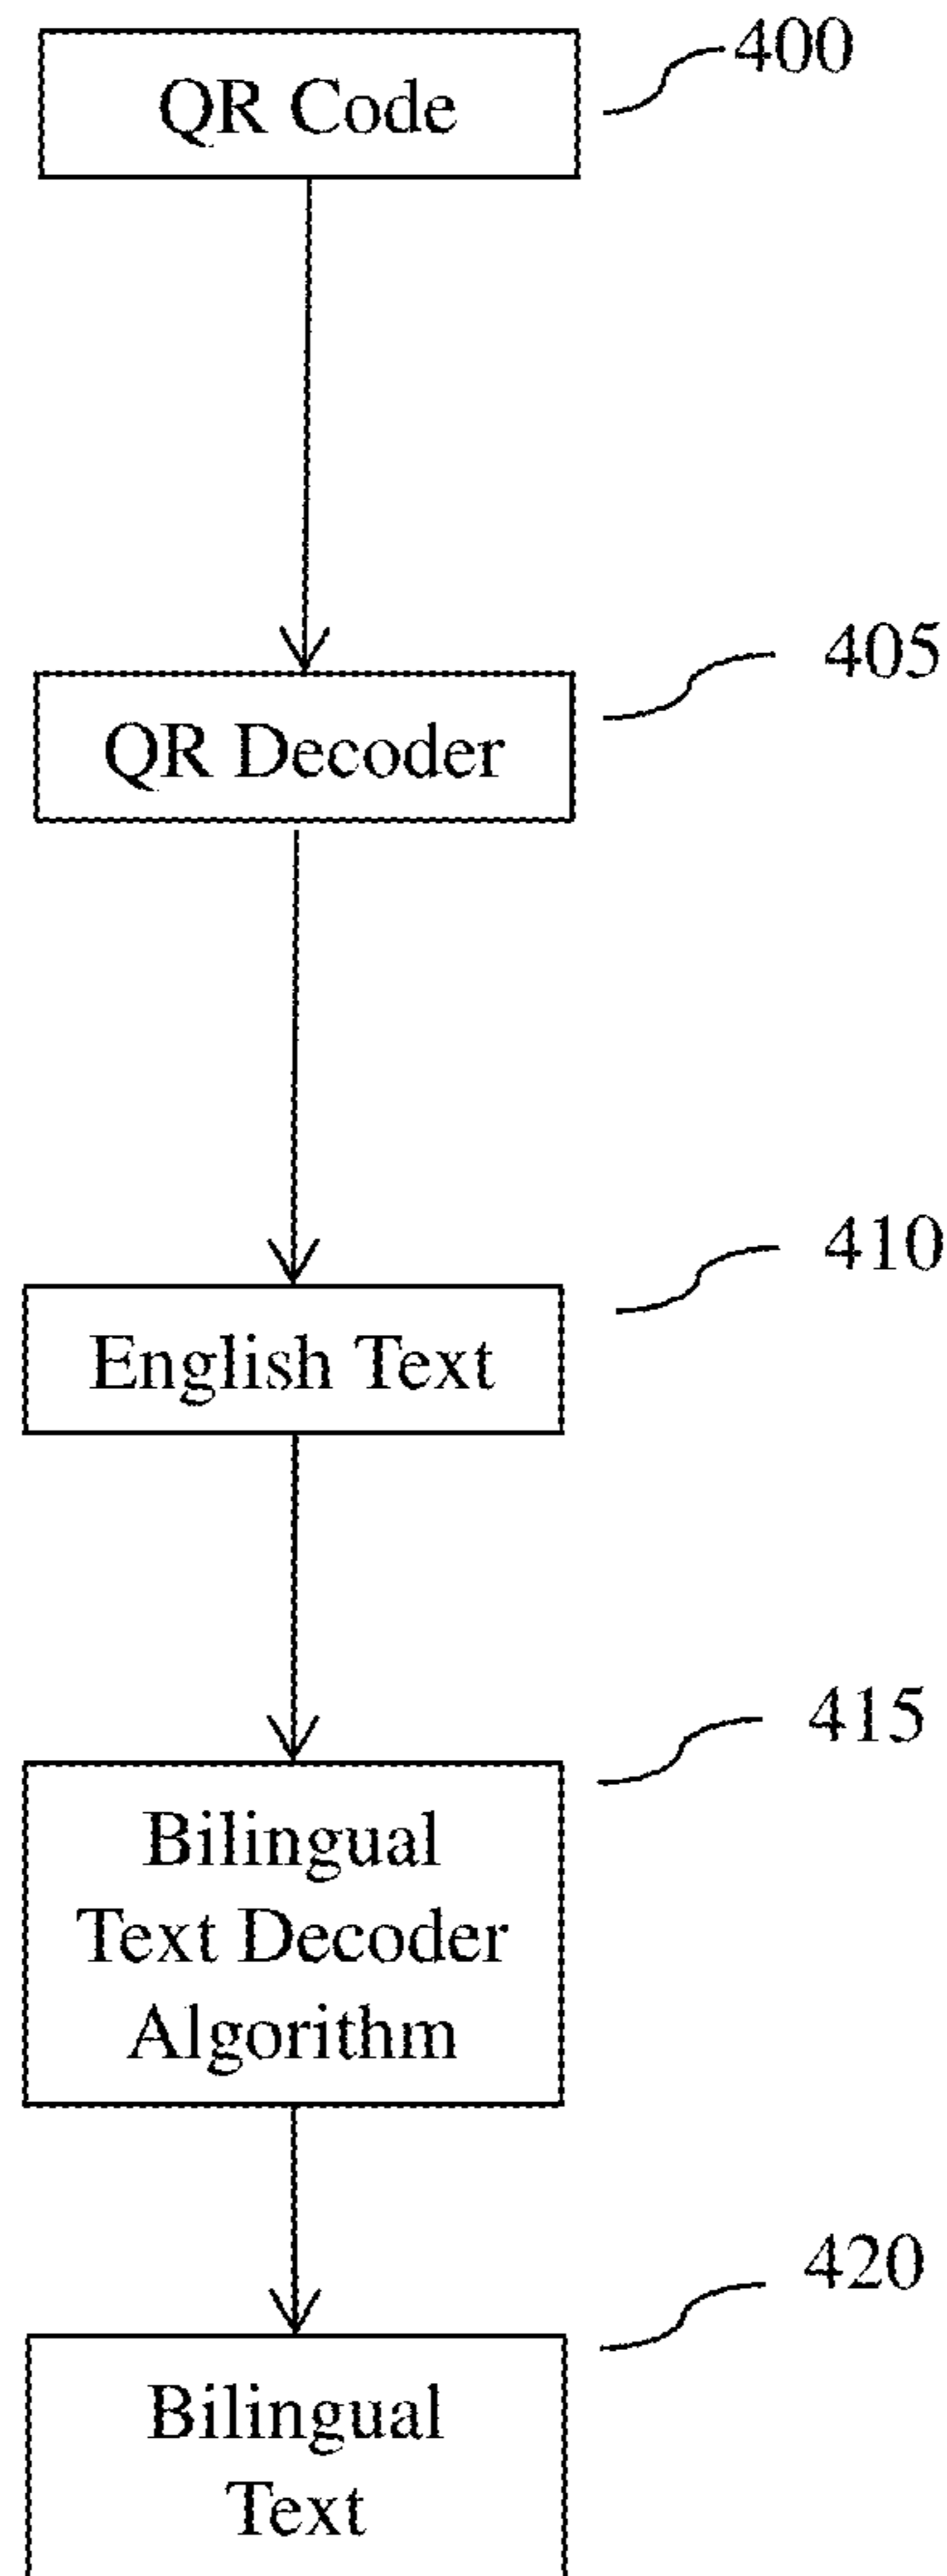 QR Code
400
QR Decoder
405
English Text
410
Bilingual
Text Decoder
Algorithm
415
Bilingual
Text
420